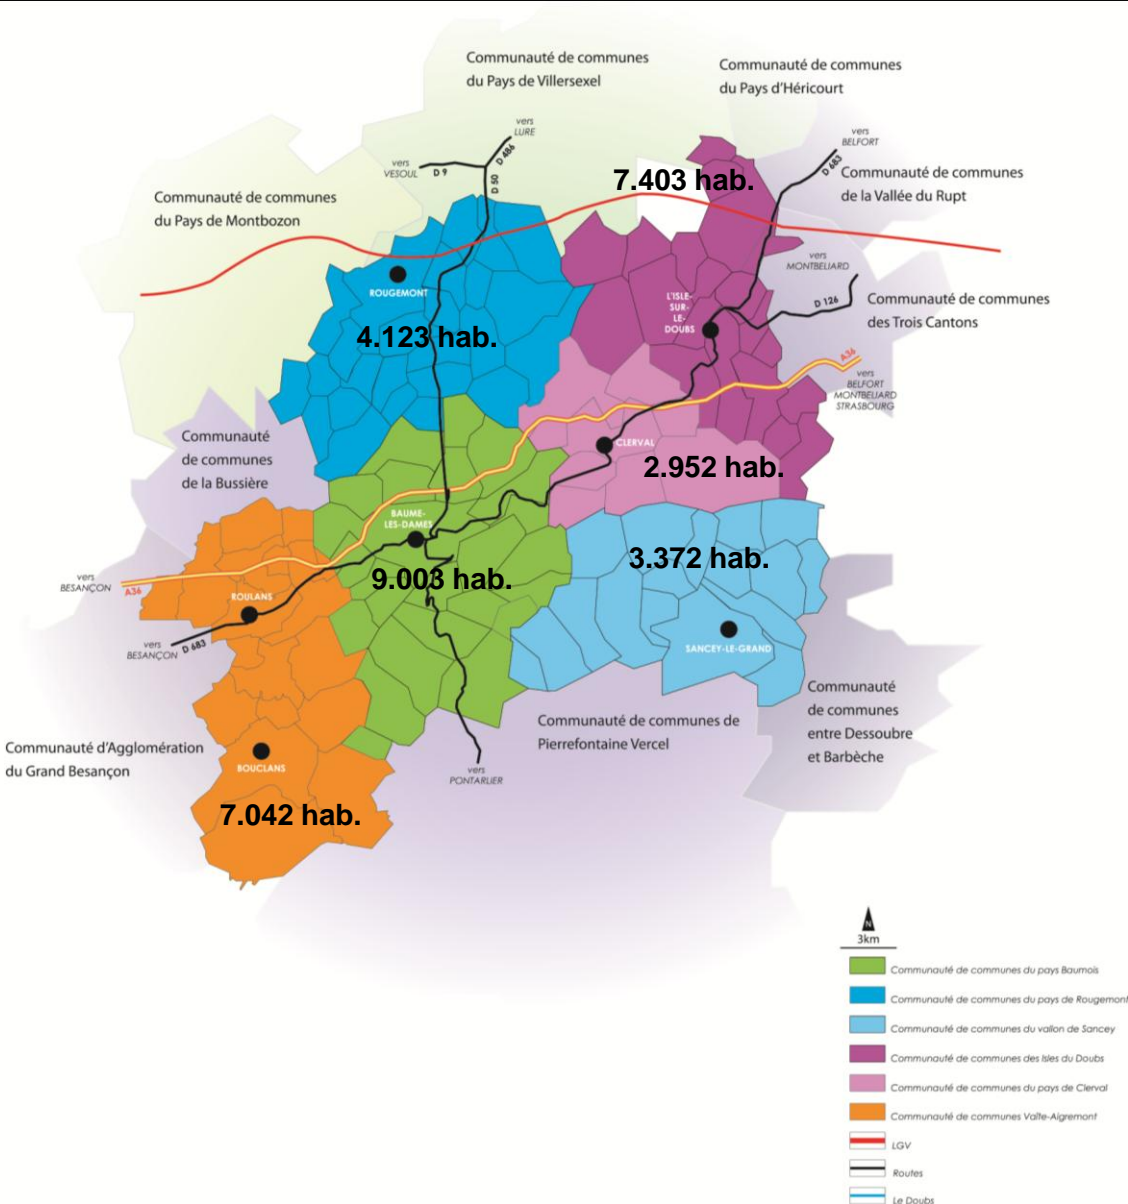 Communauté de communes
du Pays de Villersexel
Communauté de communes
du Pays d'Héricourt
vers
LURE
D 486
vers
VESOUL
D 9
D 50
vers
BELFORT
D 683
7.403 hab.
Communauté de communes
de la Vallée du Rupt
Communauté de communes
du Pays de Montbozon
vers
MONTBELIARD
D 126
ROUGEMONT
L'ISLE-
SUR-
LE-
DOUBS
Communauté de communes
des Trois Cantons
4.123 hab.
A36
vers
BELFORT
MONTBELIARD
STRASBOURG
Communauté
de communes
de la Bussière
CLERVAL
2.952 hab.
BAUME-
LES-DAMES
3.372 hab.
9.003 hab.
vers
BESANÇON
A36
ROULANS
vers
BESANÇON
D 683
SANCEY-LE-GRAND
Communauté
de communes
entre Dessoubre
et Barbèche
Communauté de communes de
Pierrefontaine Vercel
Communauté d'Agglomération
du Grand Besançon
BOUCLANS
vers
PONTARLIER
7.042 hab.
N
3km
Communauté de communes du pays Baumois
Communauté de communes du pays de Rougemont
Communauté de communes du vallon de Sancey
Communauté de communes des Isles du Doubs
Communauté de communes du pays de Clerval
Communauté de communes Vaîte-Aigremont
LGV
Routes
Le Doubs